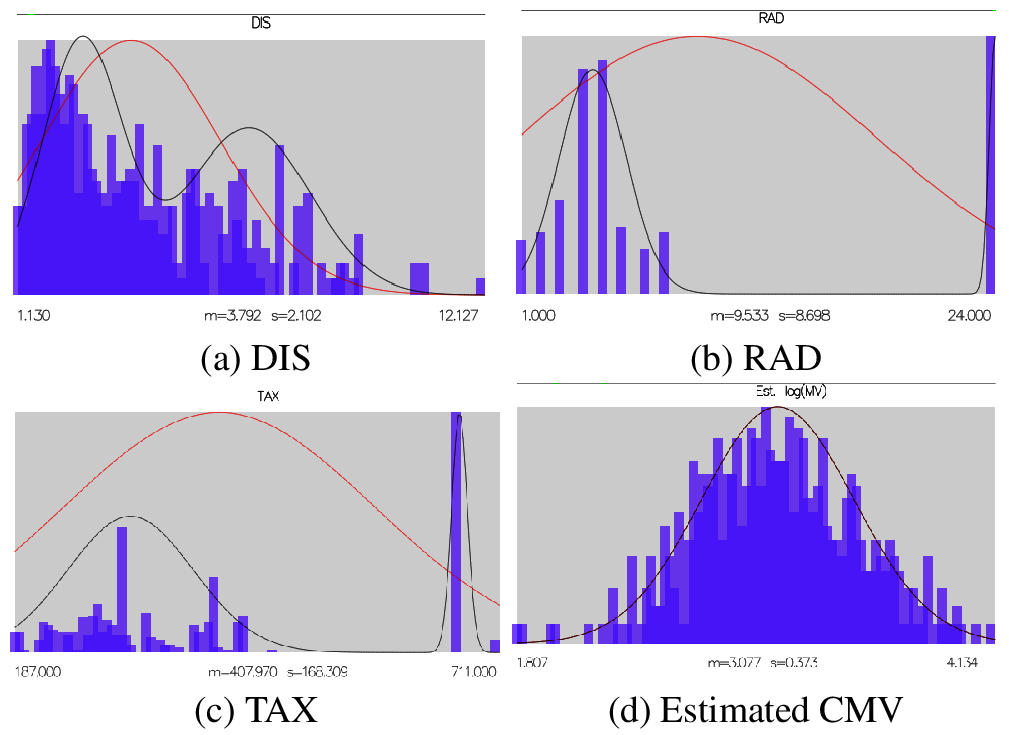 DIS
1.130 m=3.792 s=2.102 12.127
(a) DIS
RAD
1.000 m=9.533 s=8.698 24.000
(b) RAD
TAX
187.000 m=407.970 s=168.309 711.000
(c) TAX
Est. log(MV)
1.807 m=3.077 s=0.373 4.134
(d) Estimated CMV